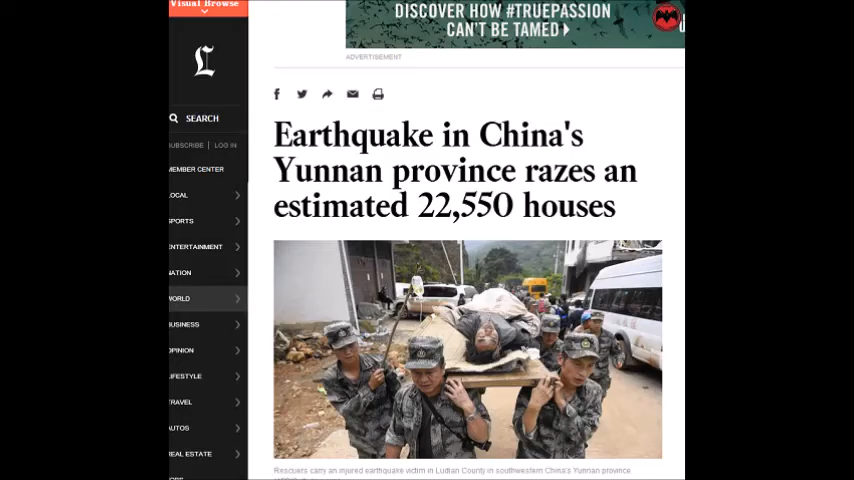 Visual Browse
DISCOVER HOW #TRUEPASSION
CAN'T BE TAMED
ADVERTISEMENT
L
SEARCH
SUBSCRIBE | LOG IN
MEMBER CENTER
LOCAL
SPORTS
ENTERTAINMENT
NATION
WORLD
BUSINESS
OPINION
LIFESTYLE
TRAVEL
AUTOS
REAL ESTATE
Earthquake in China's
Yunnan province razes an
estimated 22,550 houses
Rescuers carry an injured earthquake victim in Ludian County in southwestern China's Yunnan province.